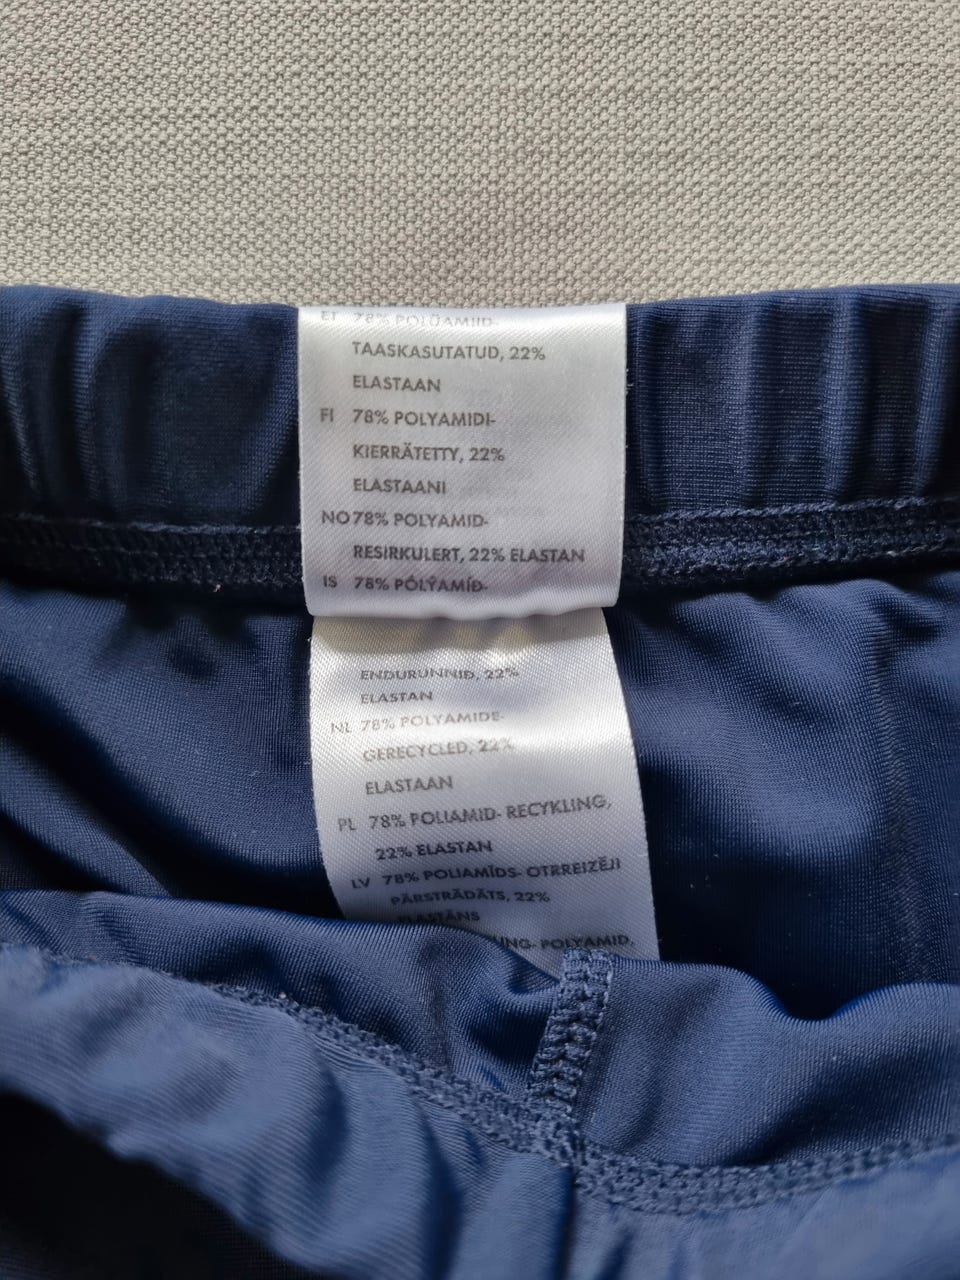 ET 78% POLÜAMIID-
TAASKASUTATUD, 22%
ELASTAAN
FI 78% POLYAMIDI-
KIERRÄTETTY, 22%
ELASTAANI
NO 78% POLYAMID-
RESIRKULERT, 22% ELASTAN
IS 78% PÓLÝAMÍÐ-
ENDURUNNIÐ, 22%
ELASTAN
NL 78% POLYAMIDE-
GERECYCLED, 22%
ELASTAAN
PL 78% POLIAMID- RECYKLING,
22% ELASTAN
LV 78% POLIAMĪDS- OTRREIZĒJI
PĀRSTRĀDĀTS, 22%
ELASTĀNS
POLYAMID,